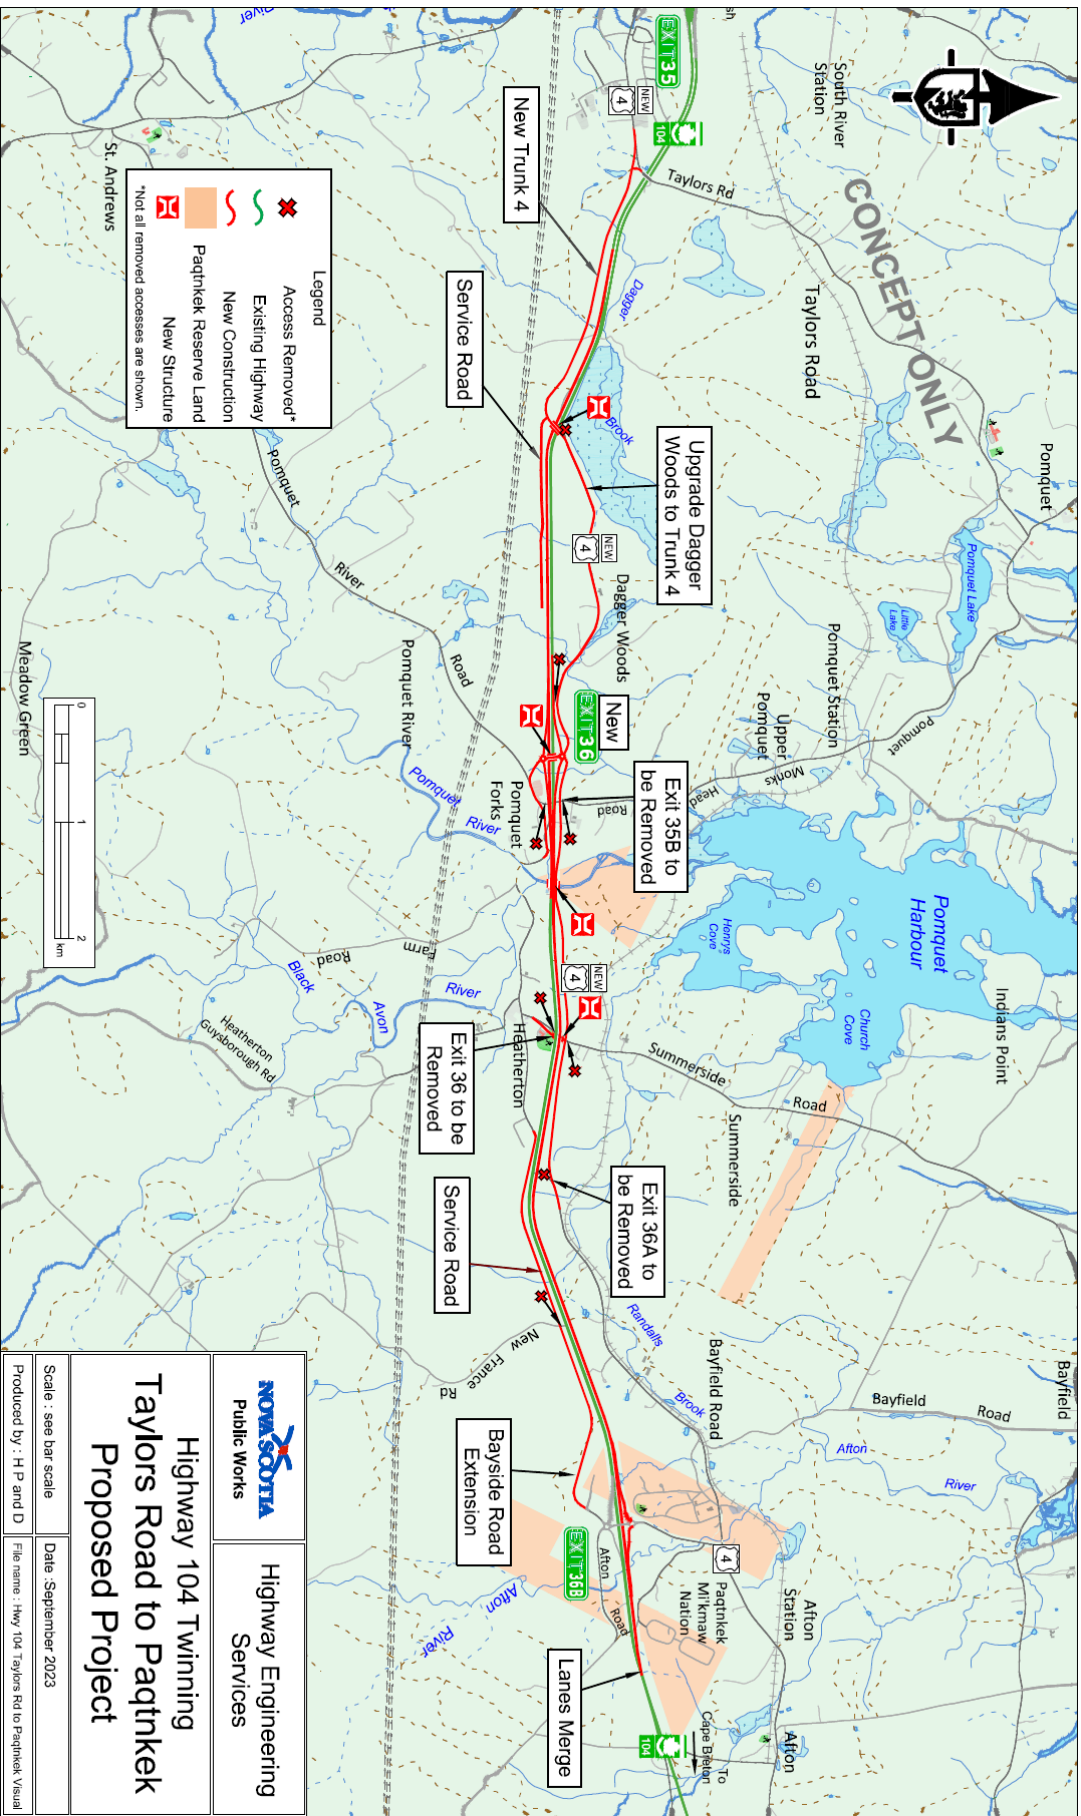 EXIT 35
NEW
4
104
Taylors Rd
South River
Station
CONCEPT ONLY
Taylors Road
Pomquet
Pomquet Lake
Little
Lake
Pomquet Station
Upper
Pomquet
Pomquet
Monks
Head
Road
Pomquet
Harbour
Henrys
Cove
Church
Cove
Indians Point
Summerside
Road
Summerside
Bayfield
Bayfield
Road
Bayfield Road
Afton
River
Randalls
Brook
Afton
Station
Afton
4
Paqtnkek
Mi'kmaw
Nation
To
Cape Breton
104
New Trunk 4
Dagger
Brook
Service Road
Upgrade Dagger
Woods to Trunk 4
NEW
4
Dagger Woods
New
EXIT 36
Exit 35B to
be Removed
Pomquet
Forks
NEW
4
Heatherton
Exit 36 to be
Removed
Exit 36A to
be Removed
Service Road
New
France
Rd
Bayside Road
Extension
EXIT 36B
Afton
Road
Lanes Merge
Afton
River
River
St. Andrews
Pomquet
River
Road
Pomquet River
Pomquet
River
Meadow Green
Farm
Road
Black
Avon
River
Heatherton
Guysborough Rd
Legend
Access Removed*
Existing Highway
New Construction
Paqtnkek Reserve Land
New Structure
*Not all removed accesses are shown.
0
1
2
km
NOVA SCOTIA
Public Works
Highway Engineering
Services
Highway 104 Twinning
Taylors Road to Paqtnkek
Proposed Project
Scale : see bar scale
Date :September 2023
Produced by : H P and D
File name : Hwy 104 Taylors Rd to Paqtnkek Visual